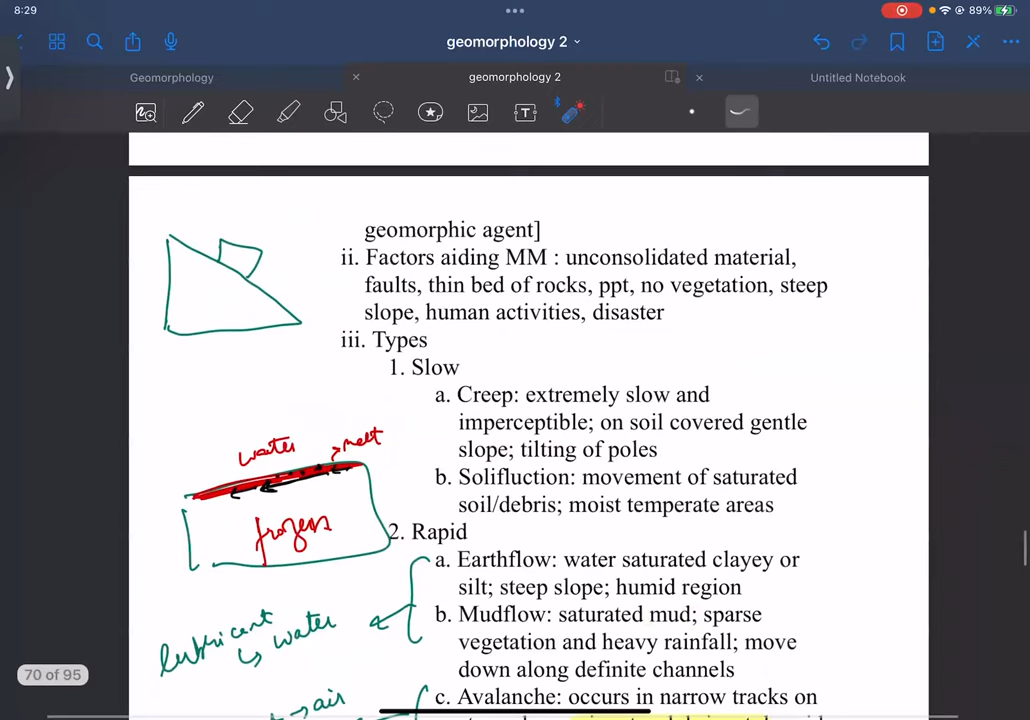 8:29
89%
geomorphology 2
Geomorphology
geomorphology 2
Untitled Notebook
geomorphic agent]
ii. Factors aiding MM : unconsolidated material,
faults, thin bed of rocks, ppt, no vegetation, steep
slope, human activities, disaster
iii. Types
1. Slow
a. Creep: extremely slow and
imperceptible; on soil covered gentle
slope; tilting of poles
water
melt
b. Solifluction: movement of saturated
soil/debris; moist temperate areas
frozen
2. Rapid
a. Earthflow: water saturated clayey or
silt; steep slope; humid region
b. Mudflow: saturated mud; sparse
vegetation and heavy rainfall; move
down along definite channels
lubricant
water
70 of 95
air
c. Avalanche: occurs in narrow tracks on